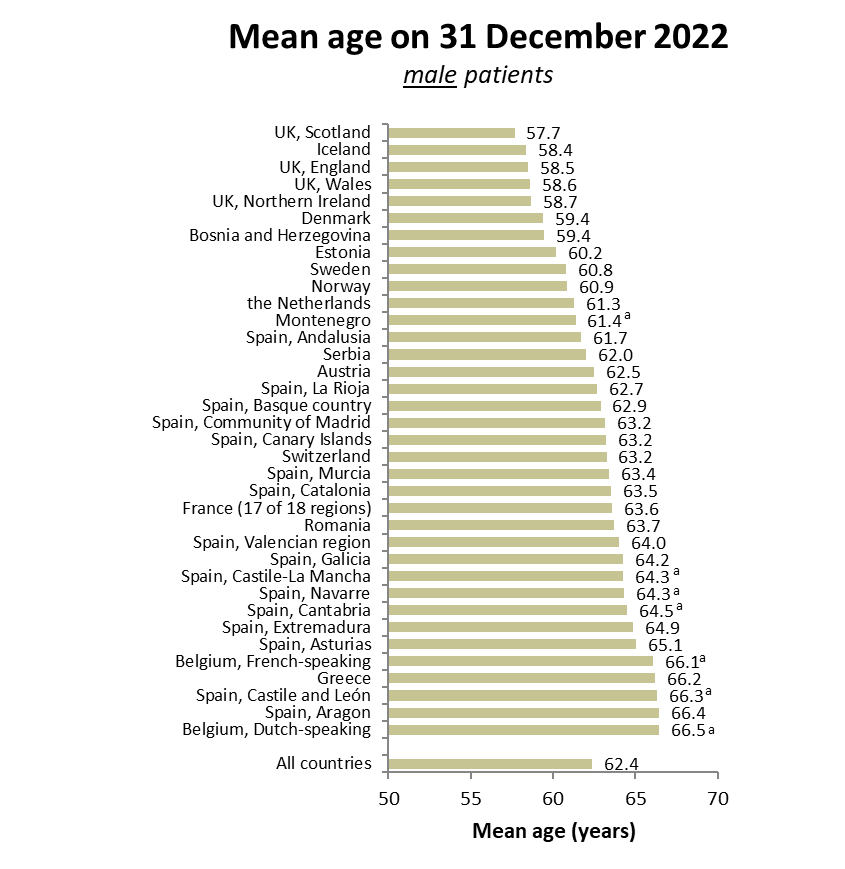 Mean age on 31 December 2022
male patients
UK, Scotland 57.7
Iceland 58.4
UK, England 58.5
UK, Wales 58.6
UK, Northern Ireland 58.7
Denmark 59.4
Bosnia and Herzegovina 59.4
Estonia 60.2
Sweden 60.8
Norway 60.9
the Netherlands 61.3
Montenegro 61.4 a
Spain, Andalusia 61.7
Serbia 62.0
Austria 62.5
Spain, La Rioja 62.7
Spain, Basque country 62.9
Spain, Community of Madrid 63.2
Spain, Canary Islands 63.2
Switzerland 63.2
Spain, Murcia 63.4
Spain, Catalonia 63.5
France (17 of 18 regions) 63.6
Romania 63.7
Spain, Valencian region 64.0
Spain, Galicia 64.2
Spain, Castile-La Mancha 64.3 a
Spain, Navarre 64.3 a
Spain, Cantabria 64.5 a
Spain, Extremadura 64.9
Spain, Asturias 65.1
Belgium, French-speaking 66.1 a
Greece 66.2
Spain, Castile and León 66.3 a
Spain, Aragon 66.4
Belgium, Dutch-speaking 66.5 a
All countries 62.4
50 55 60 65 70
Mean age (years)